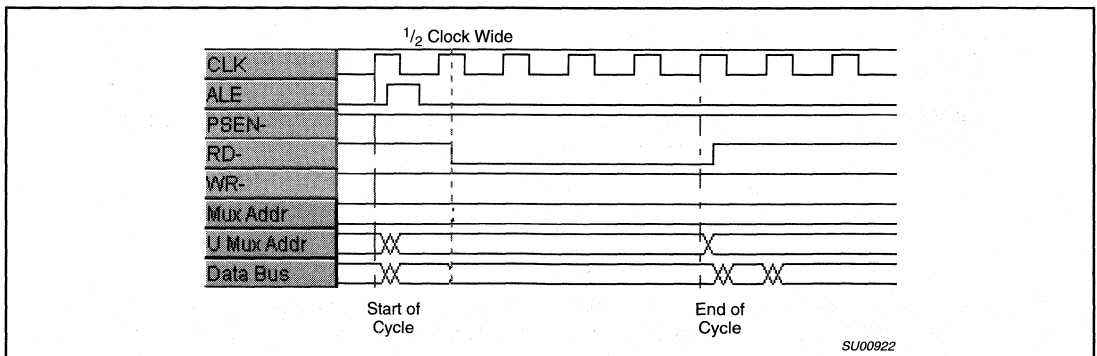 1/2 Clock Wide
CLK
ALE
PSEN-
RD-
WR-
Mux Addr
U Mux Addr
Data Bus
Start of
Cycle
End of
Cycle
SU00922